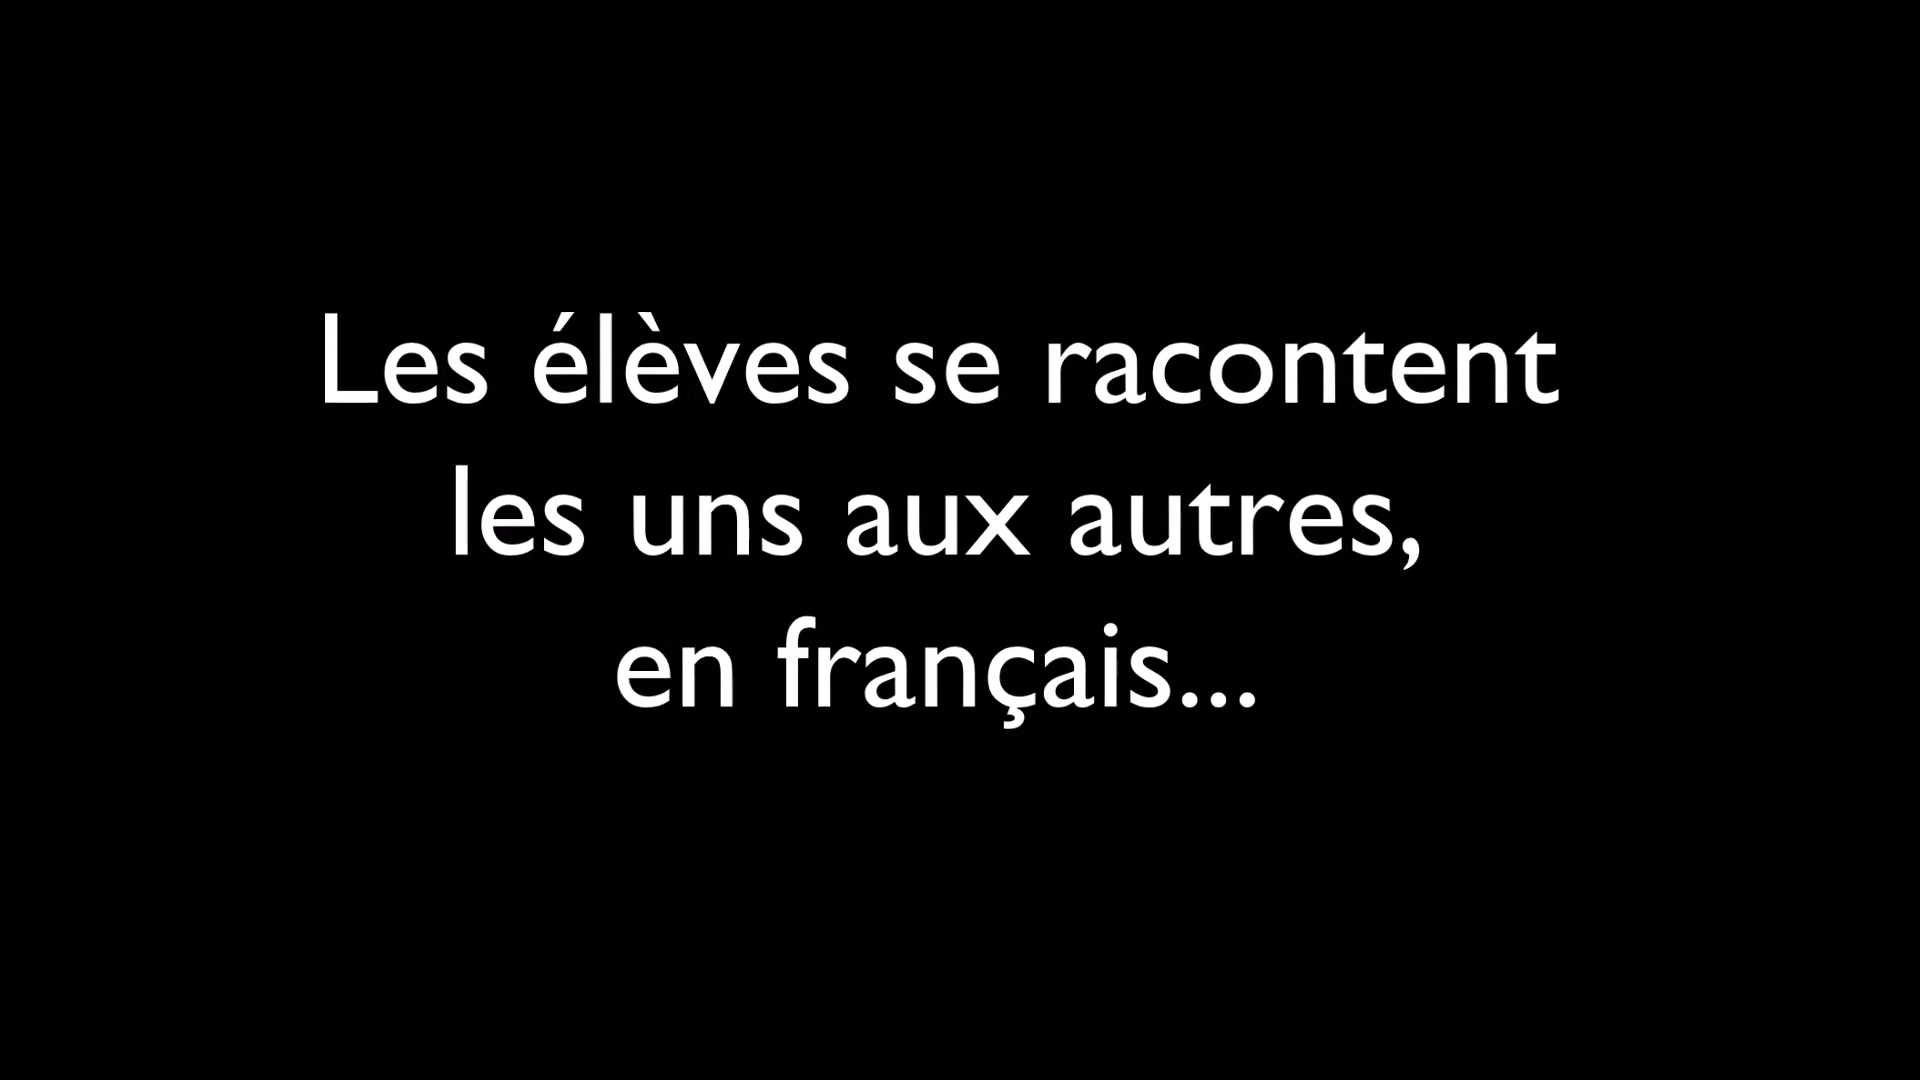 Les élèves se racontent
les uns aux autres,
en français...